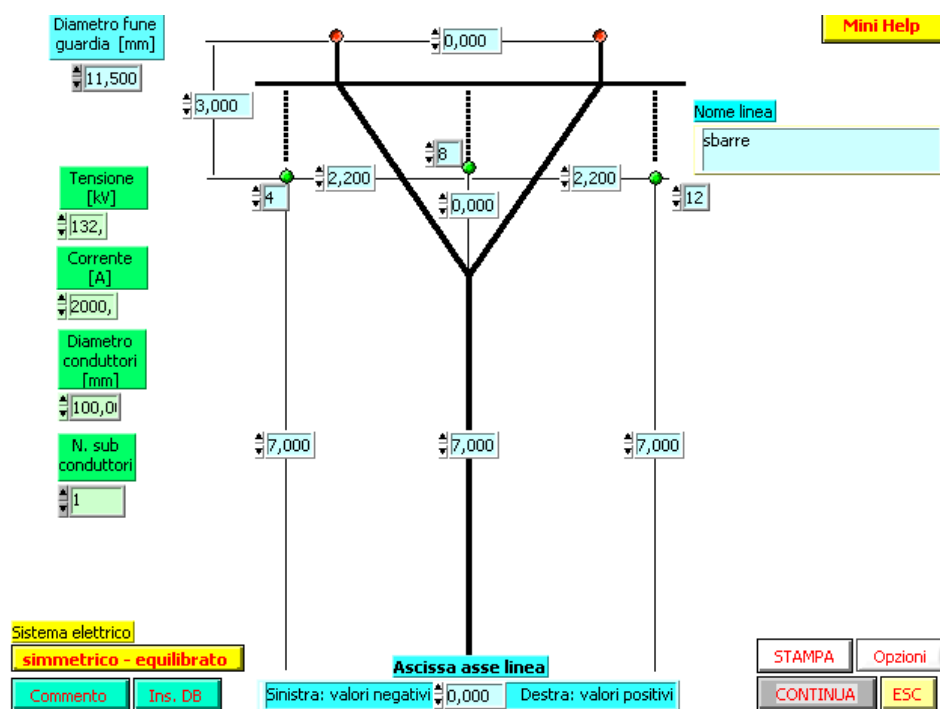 Diametro fune
guardia [mm]
11,500
0,000
Mini Help
3,000
Nome linea
sbarre
8
Tensione
[kV]
132,
2,200
2,200
4
0,000
12
Corrente
[A]
2000,
Diametro
conduttori
[mm]
100,0
N. sub
conduttori
1
7,000
7,000
7,000
Sistema elettrico
simmetrico - equilibrato
Commento
Ins. DB
Ascissa asse linea
Sinistra: valori negativi
0,000
Destra: valori positivi
STAMPA
Opzioni
CONTINUA
ESC